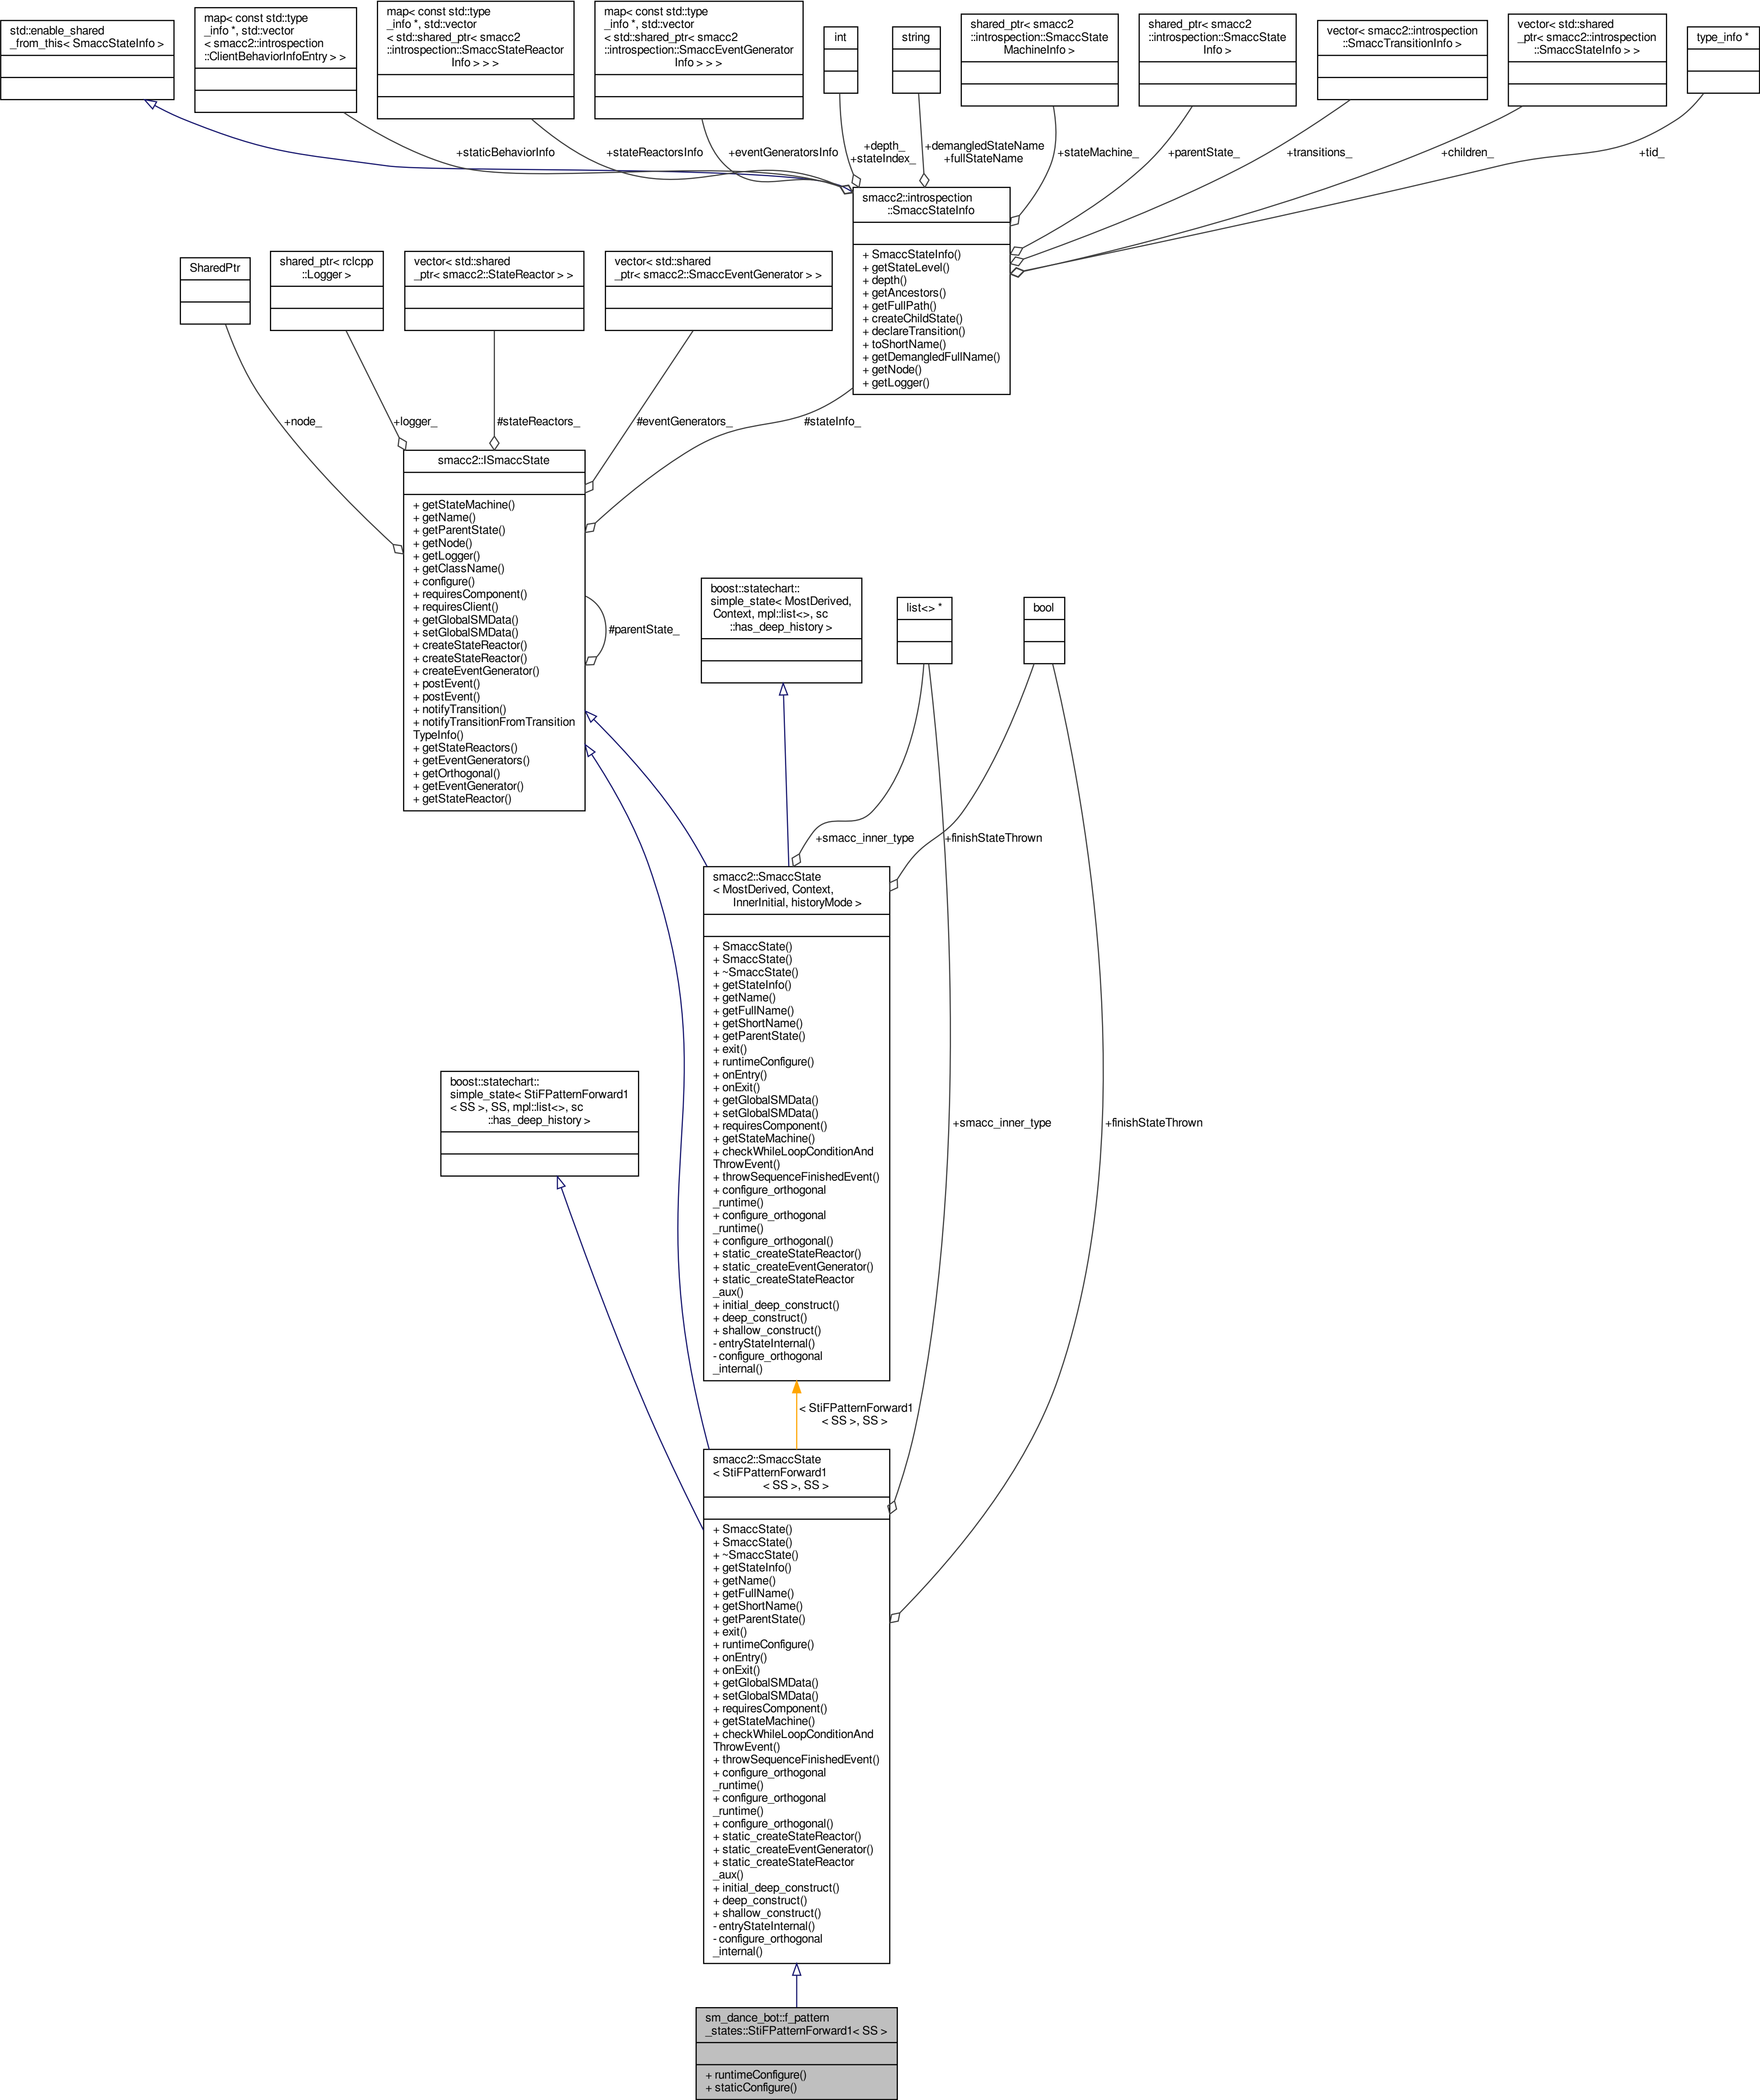 std::enable_shared
_from_this< SmaccStateInfo >
map< const std::type
_info *, std::vector
< smacc2::introspection
::ClientBehaviorInfoEntry > >
map< const std::type
_info *, std::vector
< std::shared_ptr< smacc2
::introspection::SmaccStateReactor
Info > > >
map< const std::type
_info *, std::vector
< std::shared_ptr< smacc2
::introspection::SmaccEventGenerator
Info > > >
int
string
shared_ptr< smacc2
::introspection::SmaccState
MachineInfo >
shared_ptr< smacc2
::introspection::SmaccState
Info >
vector< smacc2::introspection
::SmaccTransitionInfo >
vector< std::shared
_ptr< smacc2::introspection
::SmaccStateInfo > >
type_info *
+staticBehaviorInfo
+stateReactorsInfo
+eventGeneratorsInfo
+depth_
+stateIndex_
+demangledStateName
+fullStateName
+stateMachine_
+parentState_
+transitions_
+children_
+tid_
smacc2::introspection
::SmaccStateInfo
+ SmaccStateInfo()
+ getStateLevel()
+ depth()
+ getAncestors()
+ getFullPath()
+ createChildState()
+ declareTransition()
+ toShortName()
+ getDemangledFullName()
+ getNode()
+ getLogger()
SharedPtr
shared_ptr< rclcpp
::Logger >
vector< std::shared
_ptr< smacc2::StateReactor > >
vector< std::shared
_ptr< smacc2::SmaccEventGenerator > >
+node_
+logger_
#stateReactors_
#eventGenerators_
#stateInfo_
smacc2::ISmaccState
+ getStateMachine()
+ getName()
+ getParentState()
+ getNode()
+ getLogger()
+ getClassName()
+ configure()
+ requiresComponent()
+ requiresClient()
+ getGlobalSMData()
+ setGlobalSMData()
+ createStateReactor()
+ createStateReactor()
+ createEventGenerator()
+ postEvent()
+ postEvent()
+ notifyTransition()
+ notifyTransitionFromTransition
TypeInfo()
+ getStateReactors()
+ getEventGenerators()
+ getOrthogonal()
+ getEventGenerator()
+ getStateReactor()
#parentState_
boost::statechart::
simple_state< MostDerived,
Context, mpl::list<>, sc
::has_deep_history >
list<> *
bool
+smacc_inner_type
+finishStateThrown
smacc2::SmaccState
< MostDerived, Context,
InnerInitial, historyMode >
+ SmaccState()
+ SmaccState()
+ ~SmaccState()
+ getStateInfo()
+ getName()
+ getFullName()
+ getShortName()
+ getParentState()
+ exit()
+ runtimeConfigure()
+ onEntry()
+ onExit()
+ getGlobalSMData()
+ setGlobalSMData()
+ requiresComponent()
+ getStateMachine()
+ checkWhileLoopConditionAnd
ThrowEvent()
+ throwSequenceFinishedEvent()
+ configure_orthogonal
_runtime()
+ configure_orthogonal
_runtime()
+ configure_orthogonal()
+ static_createStateReactor()
+ static_createEventGenerator()
+ static_createStateReactor
_aux()
+ initial_deep_construct()
+ deep_construct()
+ shallow_construct()
- entryStateInternal()
- configure_orthogonal
_internal()
boost::statechart::
simple_state< StiFPatternForward1
< SS >, SS, mpl::list<>, sc
::has_deep_history >
+smacc_inner_type
+finishStateThrown
< StiFPatternForward1
< SS >, SS >
smacc2::SmaccState
< StiFPatternForward1
< SS >, SS >
+ SmaccState()
+ SmaccState()
+ ~SmaccState()
+ getStateInfo()
+ getName()
+ getFullName()
+ getShortName()
+ getParentState()
+ exit()
+ runtimeConfigure()
+ onEntry()
+ onExit()
+ getGlobalSMData()
+ setGlobalSMData()
+ requiresComponent()
+ getStateMachine()
+ checkWhileLoopConditionAnd
ThrowEvent()
+ throwSequenceFinishedEvent()
+ configure_orthogonal
_runtime()
+ configure_orthogonal
_runtime()
+ configure_orthogonal()
+ static_createStateReactor()
+ static_createEventGenerator()
+ static_createStateReactor
_aux()
+ initial_deep_construct()
+ deep_construct()
+ shallow_construct()
- entryStateInternal()
- configure_orthogonal
_internal()
sm_dance_bot::f_pattern
_states::StiFPatternForward1< SS >
+ runtimeConfigure()
+ staticConfigure()